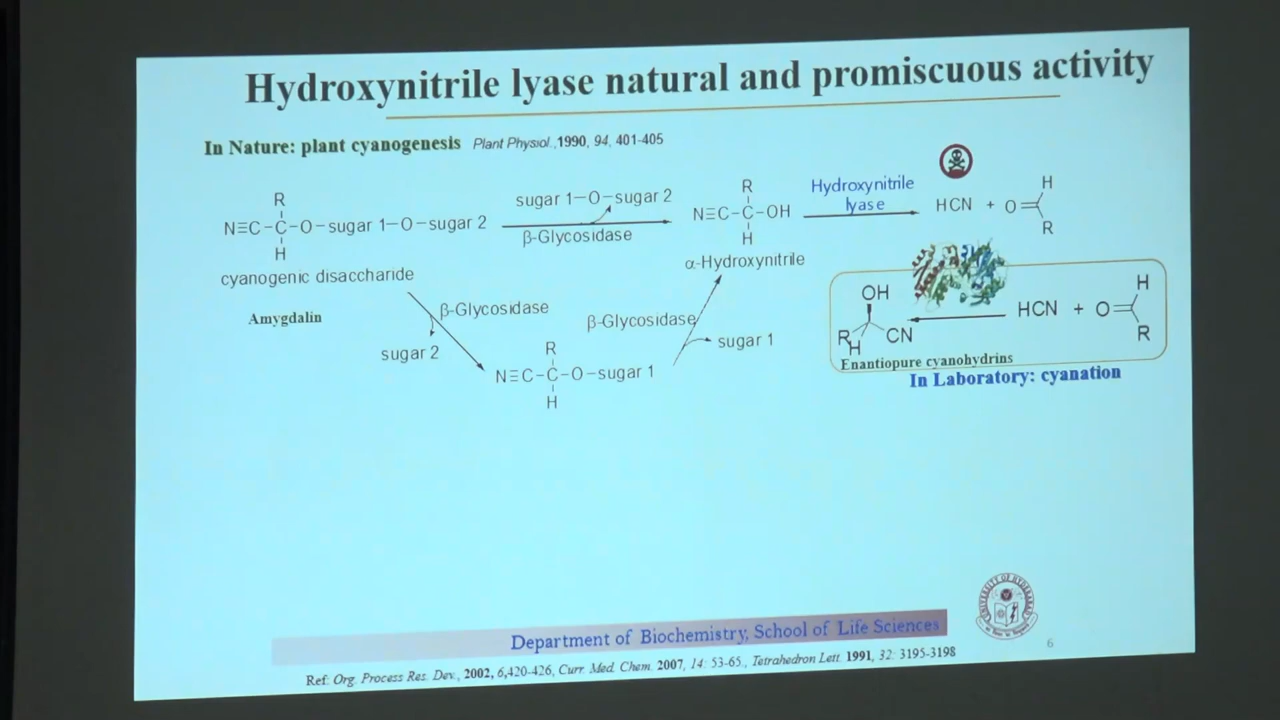 Hydroxynitrile lyase natural and promiscuous activity
In Nature: plant cyanogenesis Plant Physiol.,1990, 94, 401-405
R
N≡C-C-O-sugar 1-O-sugar 2
H
cyanogenic disaccharide
Amygdalin
sugar 1-O-sugar 2
β-Glycosidase
R
N≡C-C-OH
H
α-Hydroxynitrile
Hydroxynitrile
lyase
HCN + O
H
R
β-Glycosidase
sugar 2
R
N≡C-C-O-sugar 1
H
β-Glycosidase
sugar 1
OH
R
H
CN
HCN + O
H
R
Enantiopure cyanohydrins
In Laboratory: cyanation
Department of Biochemistry, School of Life Sciences
UNIVERSITY OF HYDERABAD
6
Ref: Org. Process Res. Dev., 2002, 6,420-426, Curr. Med. Chem. 2007, 14: 53-65., Tetrahedron Lett. 1991, 32: 3195-3198